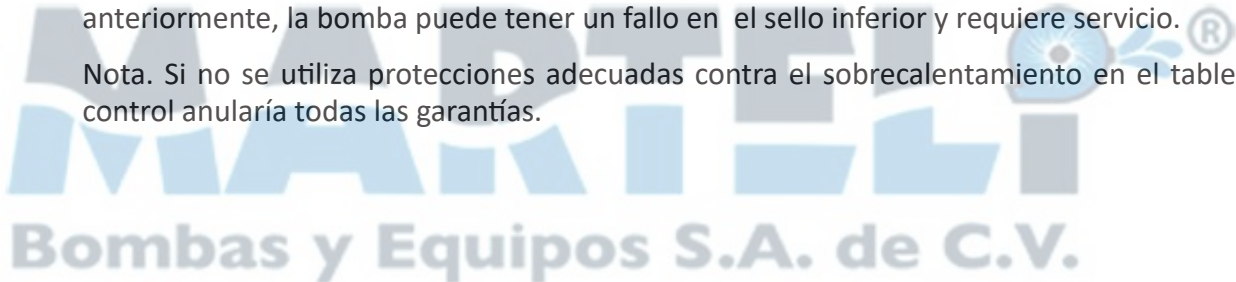 anteriormente, la bomba puede tener un fallo en el sello inferior y requiere servicio.
Nota. Si no se utiliza protecciones adecuadas contra el sobrecalentamiento en el table
control anularía todas las garantías.
MARTELI®
Bombas y Equipos S.A. de C.V.